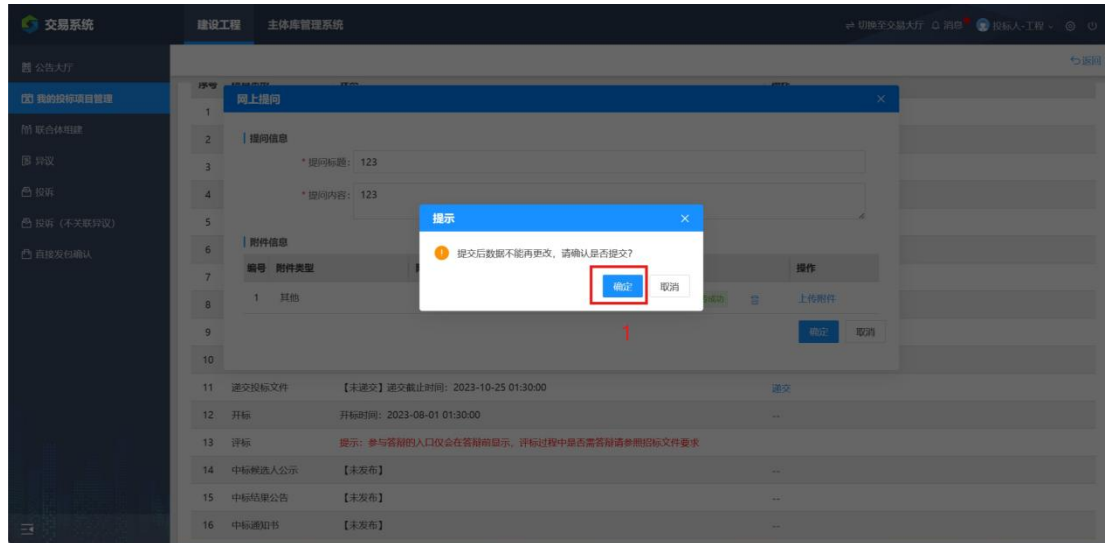 交易系统
建设工程 主体库管理系统
切换至交易大厅 消息 投标人-工程
公告大厅
返回
我的投标项目管理
联合体组建
异议
投诉
投诉（不关联异议）
直接发包确认
序号
网上提问
1
2 提问信息
3 * 提问标题： 123
4 * 提问内容： 123
5
提示
提交后数据不能再更改，请确认是否提交？
确定 取消
1
6 附件信息
7 编号 附件类型 操作
8 1 其他 上传附件
9 确定 取消
10
11 递交投标文件 【未递交】递交截止时间：2023-10-25 01:30:00 递交
12 开标 开标时间：2023-08-01 01:30:00 --
13 评标 提示：参与答辩的入口仅会在答辩前显示，评标过程中是否需答辩请参照招标文件要求
14 中标候选人公示 【未发布】 --
15 中标结果公告 【未发布】 --
16 中标通知书 【未发布】 --